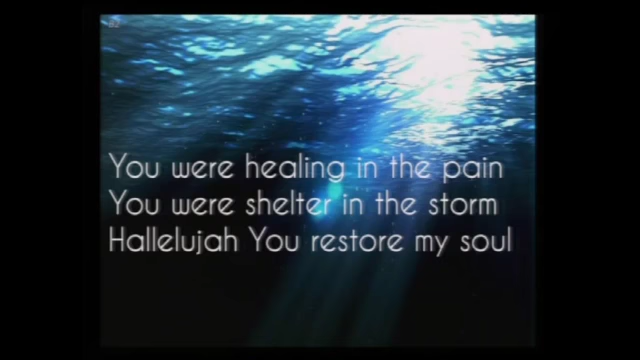 You were healing in the pain
You were shelter in the storm
Hallelujah You restore my soul